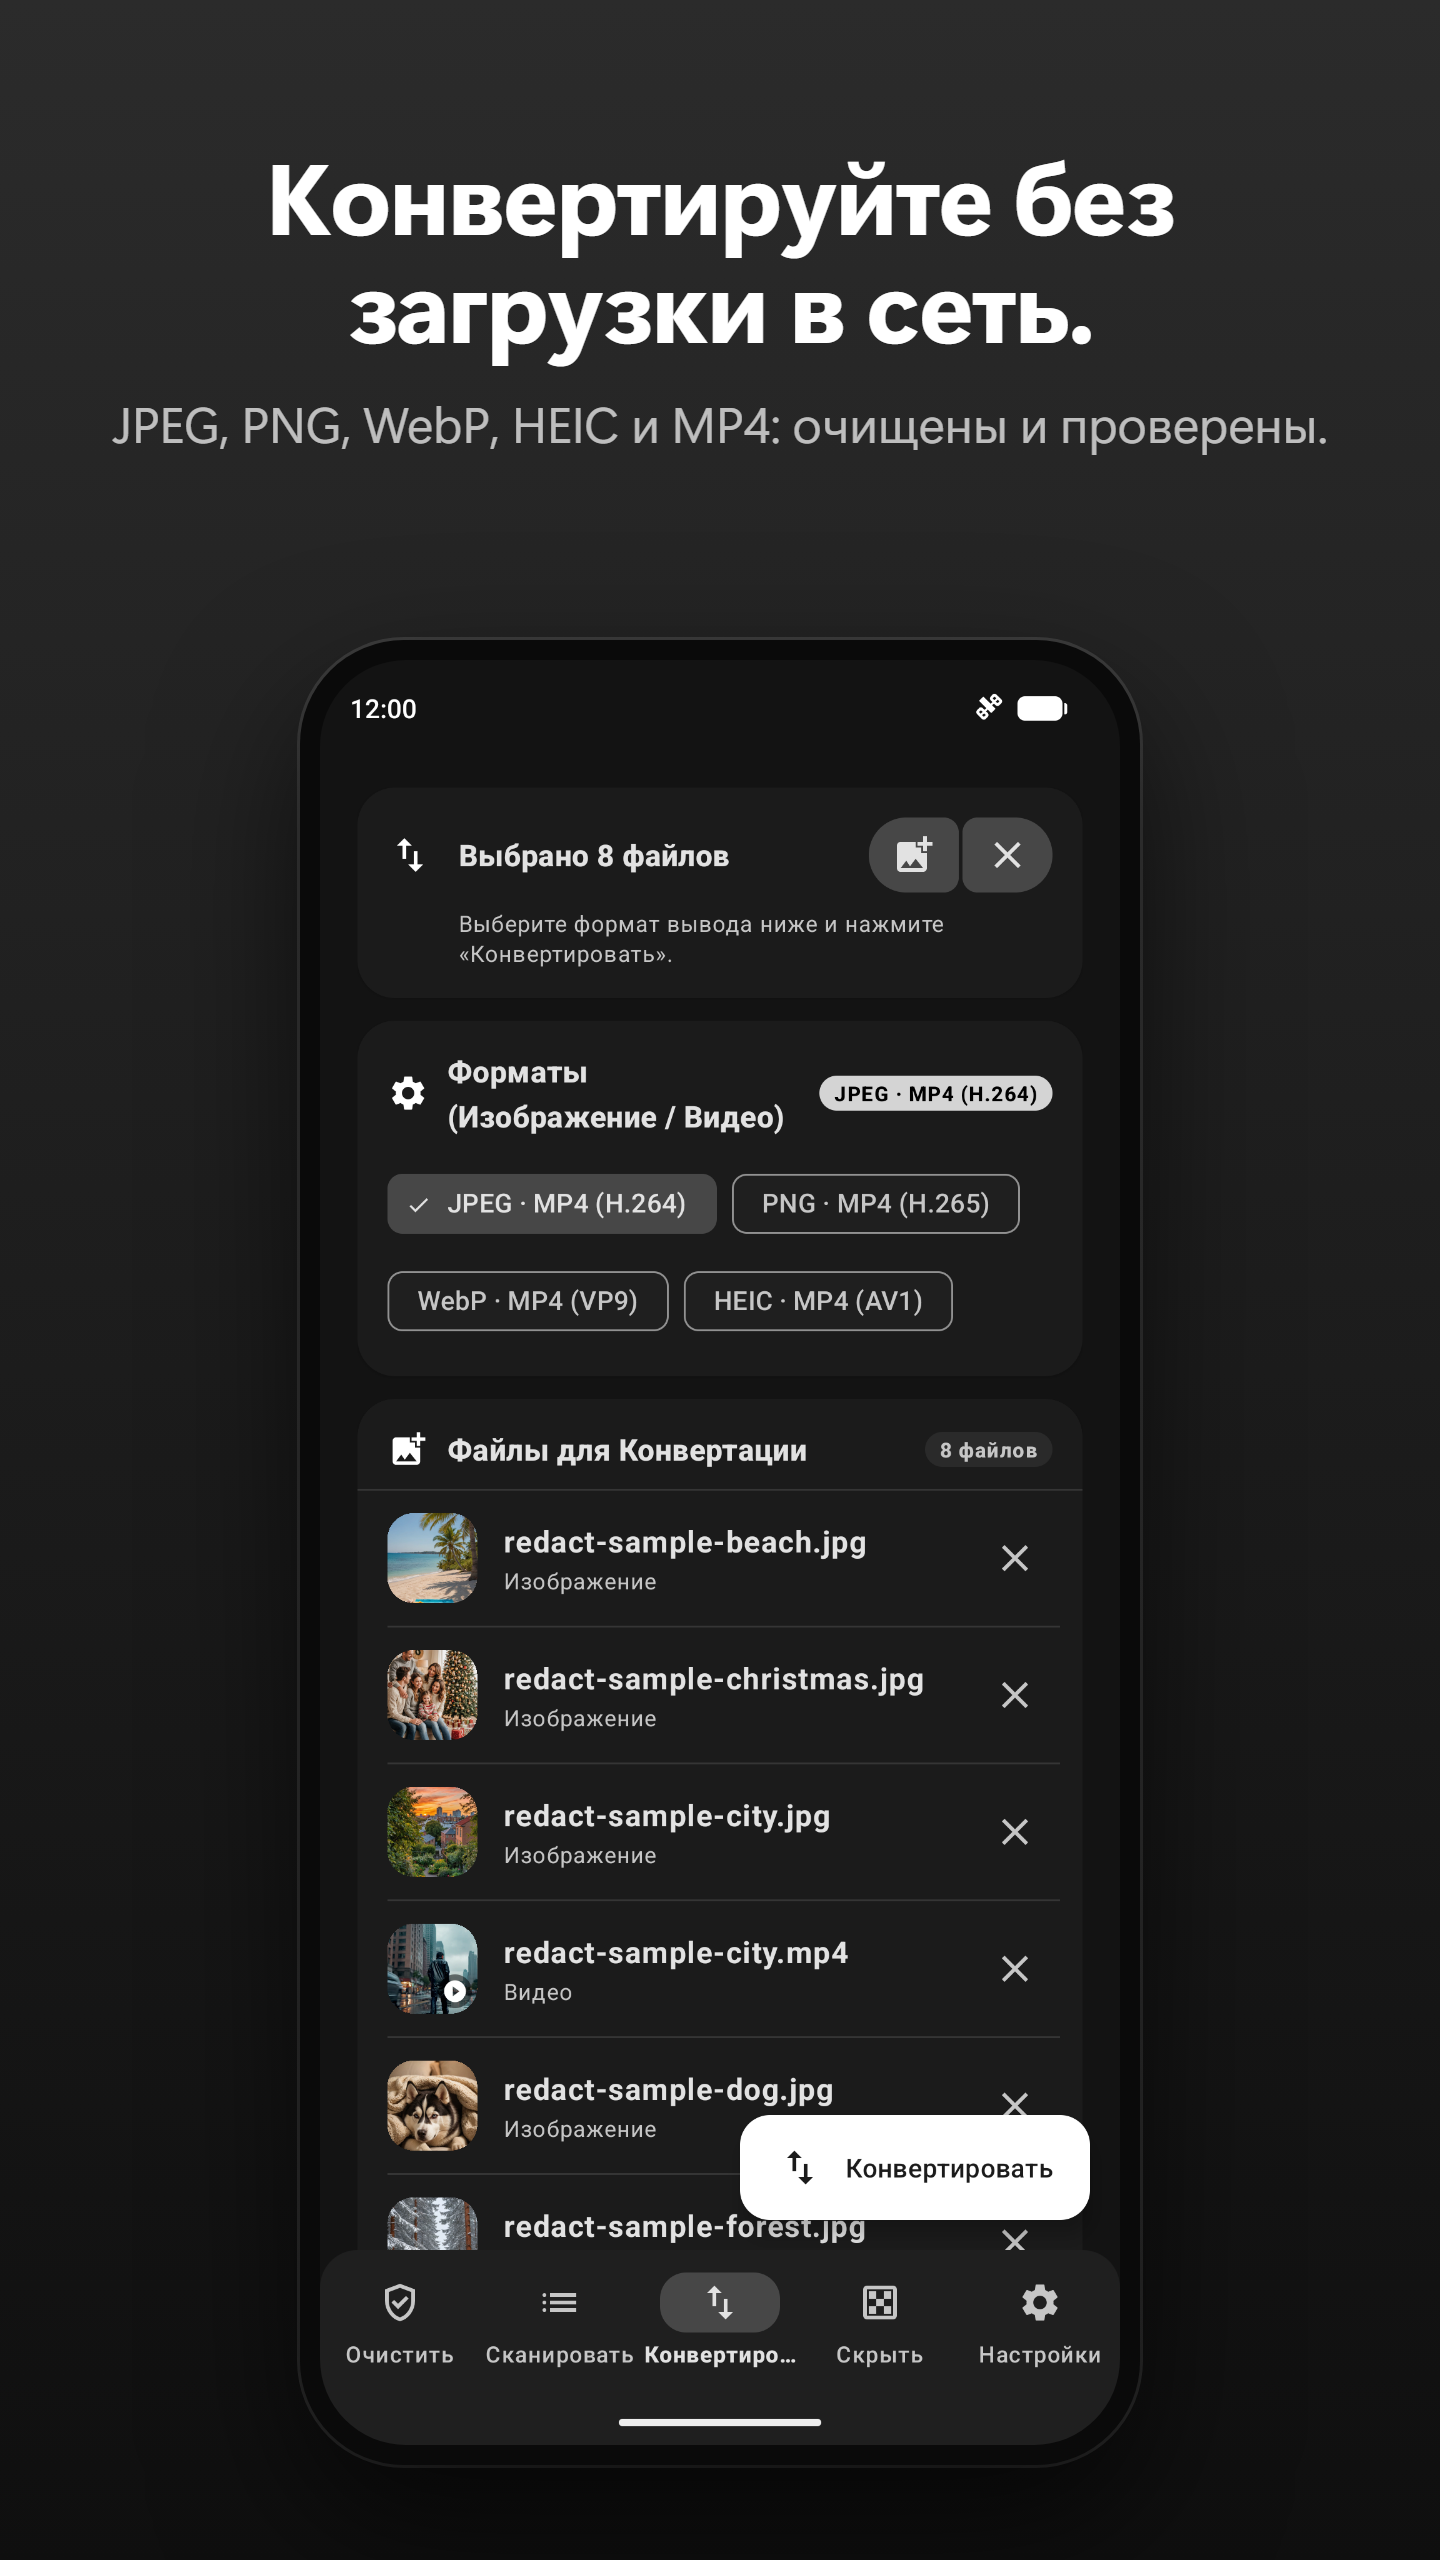 Конвертируйте без
загрузки в сеть.
JPEG, PNG, WebP, HEIC и MP4: очищены и проверены.
12:00
Выбрано 8 файлов
Выберите формат вывода ниже и нажмите
«Конвертировать».
Форматы
(Изображение / Видео)
JPEG · MP4 (H.264)
JPEG · MP4 (H.264)
PNG · MP4 (H.265)
WebP · MP4 (VP9)
HEIC · MP4 (AV1)
Файлы для Конвертации
8 файлов
redact-sample-beach.jpg
Изображение
redact-sample-christmas.jpg
Изображение
redact-sample-city.jpg
Изображение
redact-sample-city.mp4
Видео
redact-sample-dog.jpg
Изображение
Конвертировать
redact-sample-forest.jpg
Очистить
Сканировать
Конвертиро...
Скрыть
Настройки